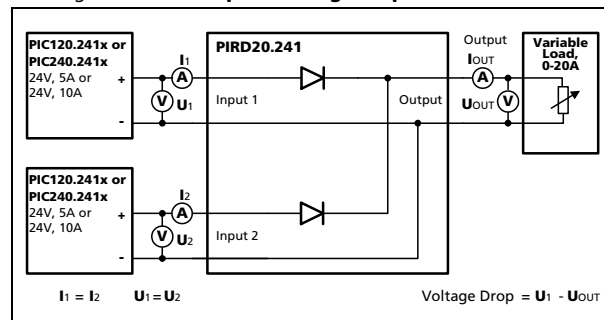 PIC120.241x or
PIC240.241x
24V, 5A or
24V, 10A
+
-
I1
A
V
U1
PIRD20.241
Input 1
Output
Output
IOUT
A
UOUT
V
Variable
Load,
0-20A
PIC120.241x or
PIC240.241x
24V, 5A or
24V, 10A
+
-
I2
A
V
U2
Input 2
I1 = I2
U1=U2
Voltage Drop = U1 - UOUT